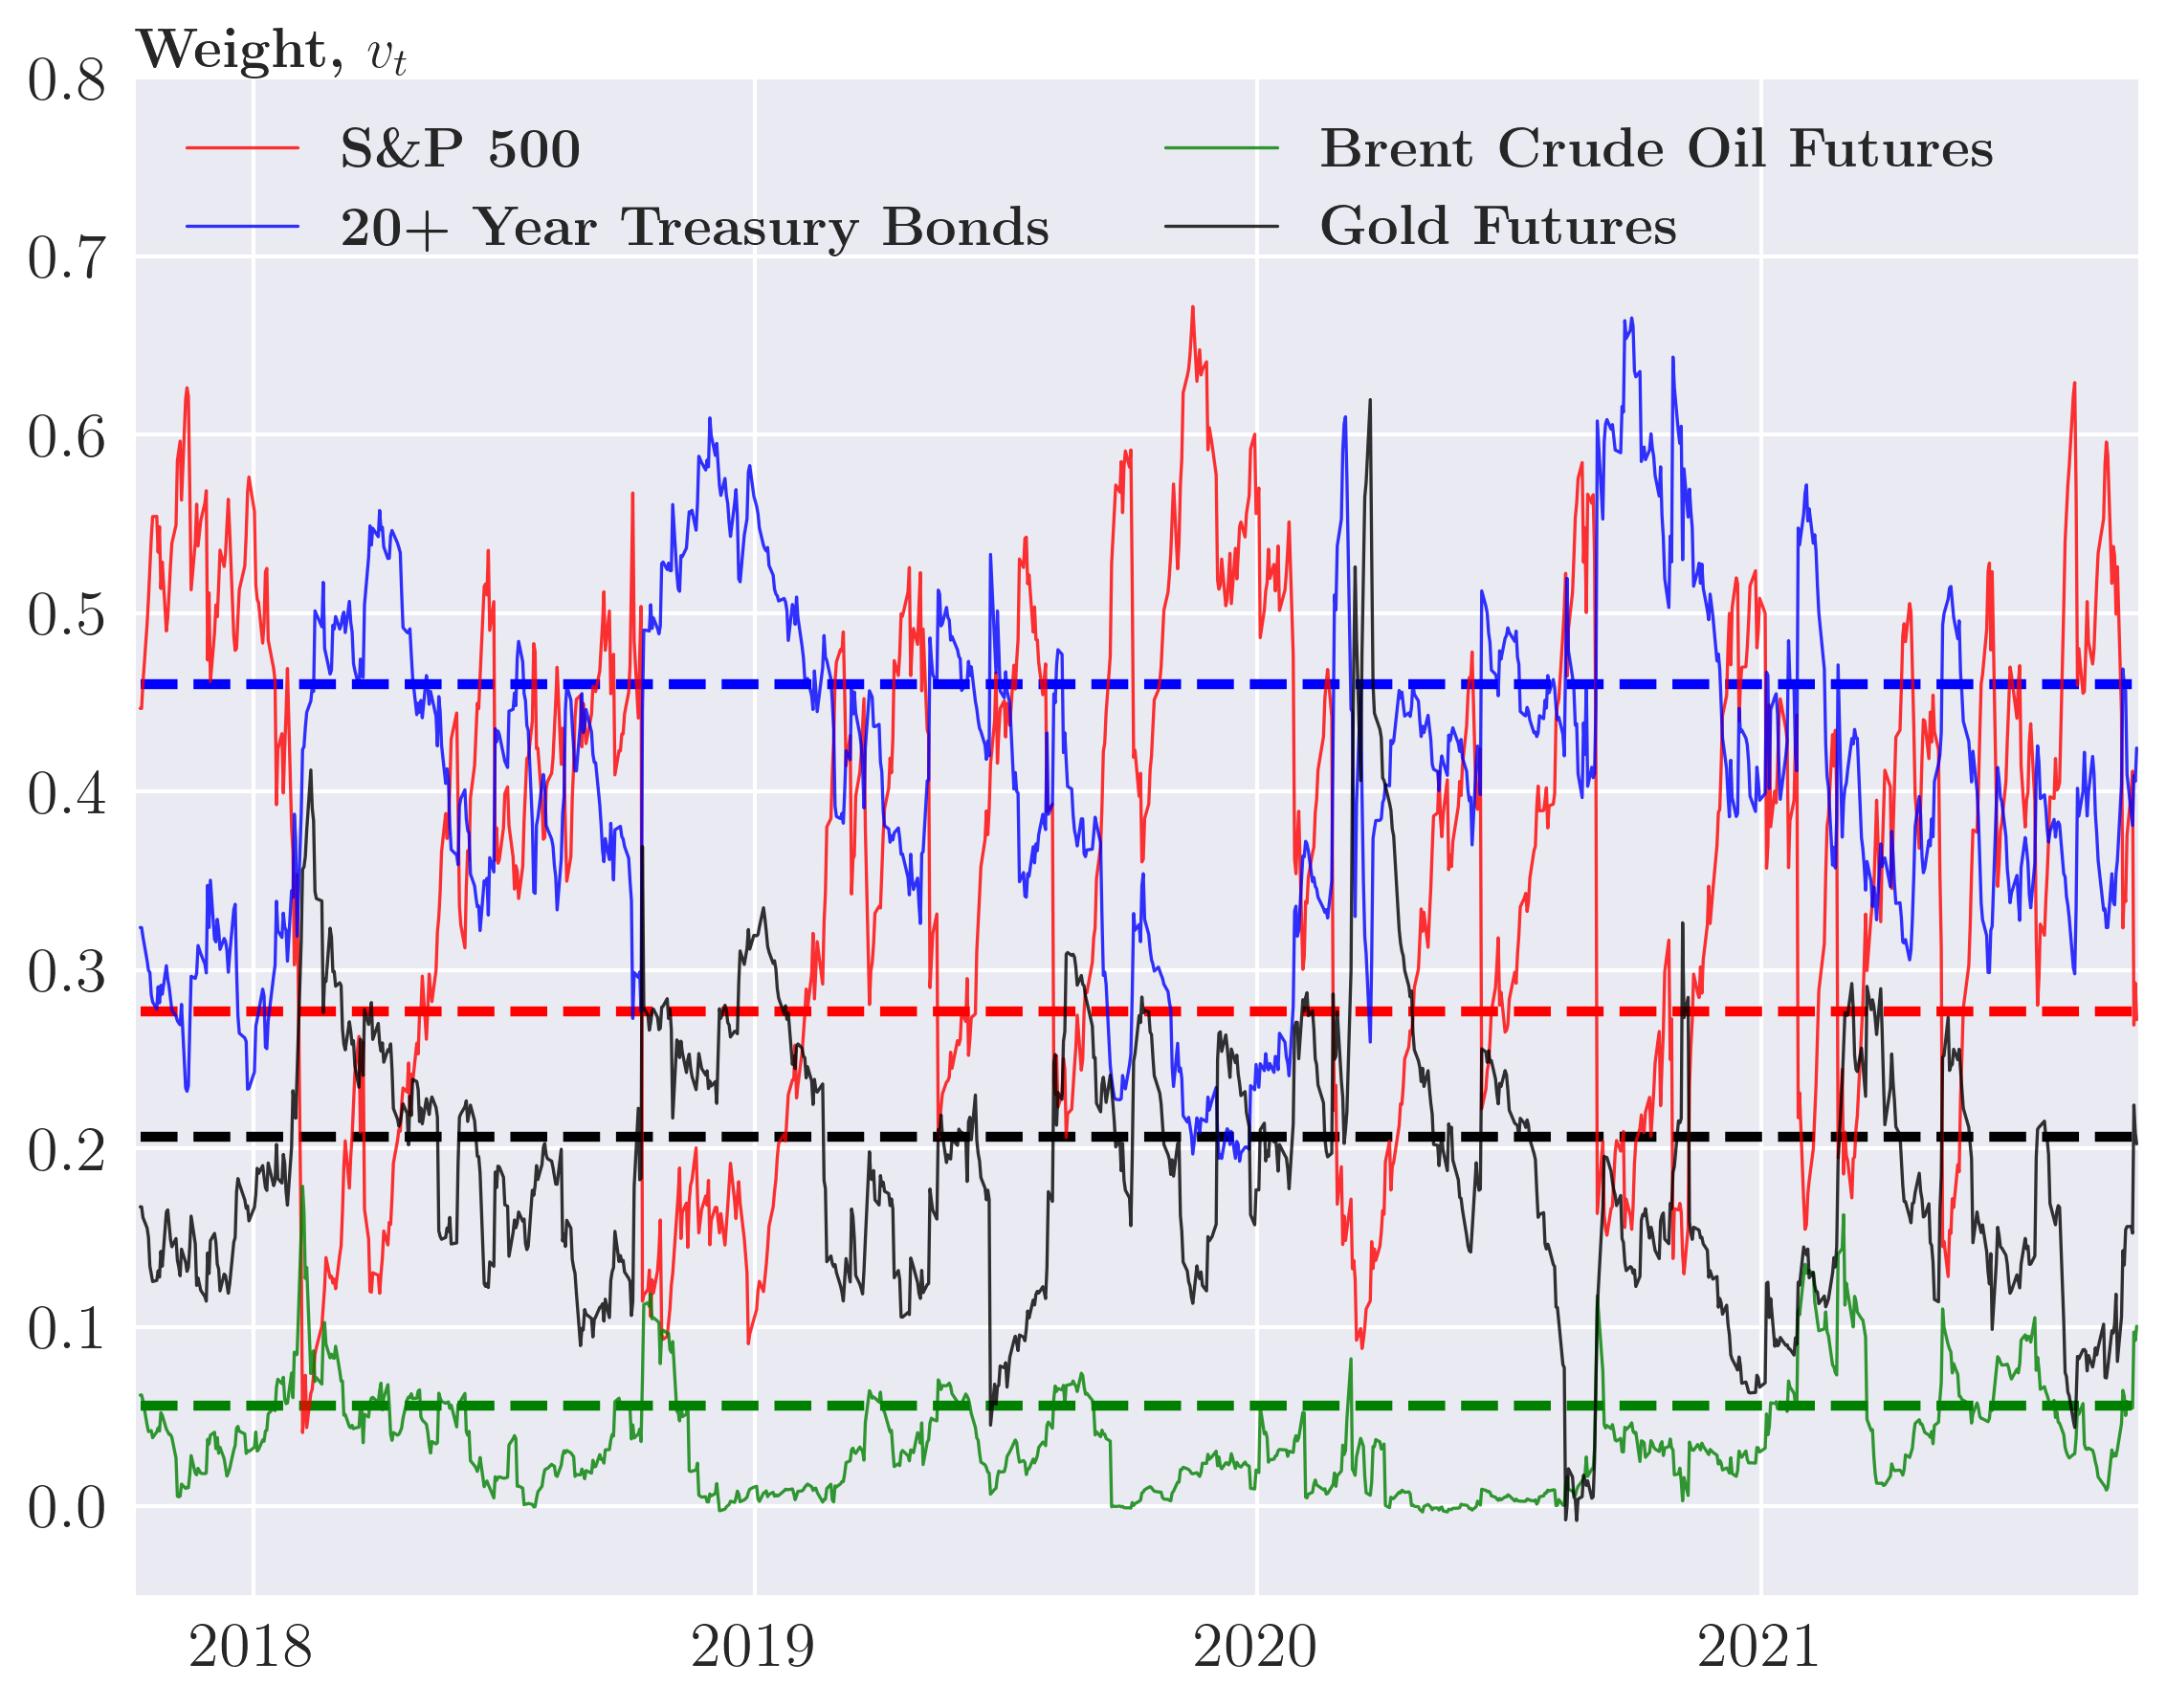 Weight, vₜ
0.8
S&P 500
Brent Crude Oil Futures
20+ Year Treasury Bonds
Gold Futures
0.7
0.6
0.5
0.4
0.3
0.2
0.1
0.0
2018 2019 2020 2021